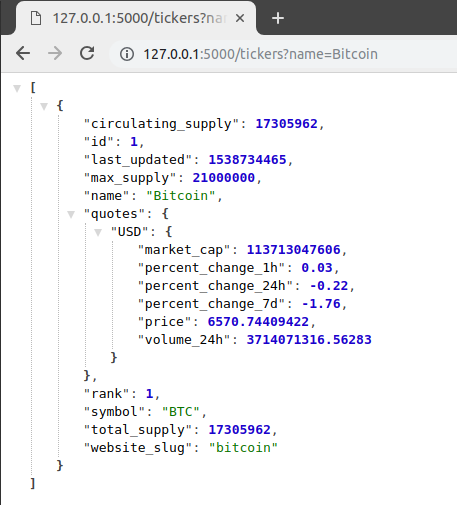 127.0.0.1:5000/tickers?na
127.0.0.1:5000/tickers?name=Bitcoin
[
{
"circulating_supply": 17305962,
"id": 1,
"last_updated": 1538734465,
"max_supply": 21000000,
"name": "Bitcoin",
"quotes": {
"USD": {
"market_cap": 113713047606,
"percent_change_1h": 0.03,
"percent_change_24h": -0.22,
"percent_change_7d": -1.76,
"price": 6570.74409422,
"volume_24h": 3714071316.56283
}
},
"rank": 1,
"symbol": "BTC",
"total_supply": 17305962,
"website_slug": "bitcoin"
}
]